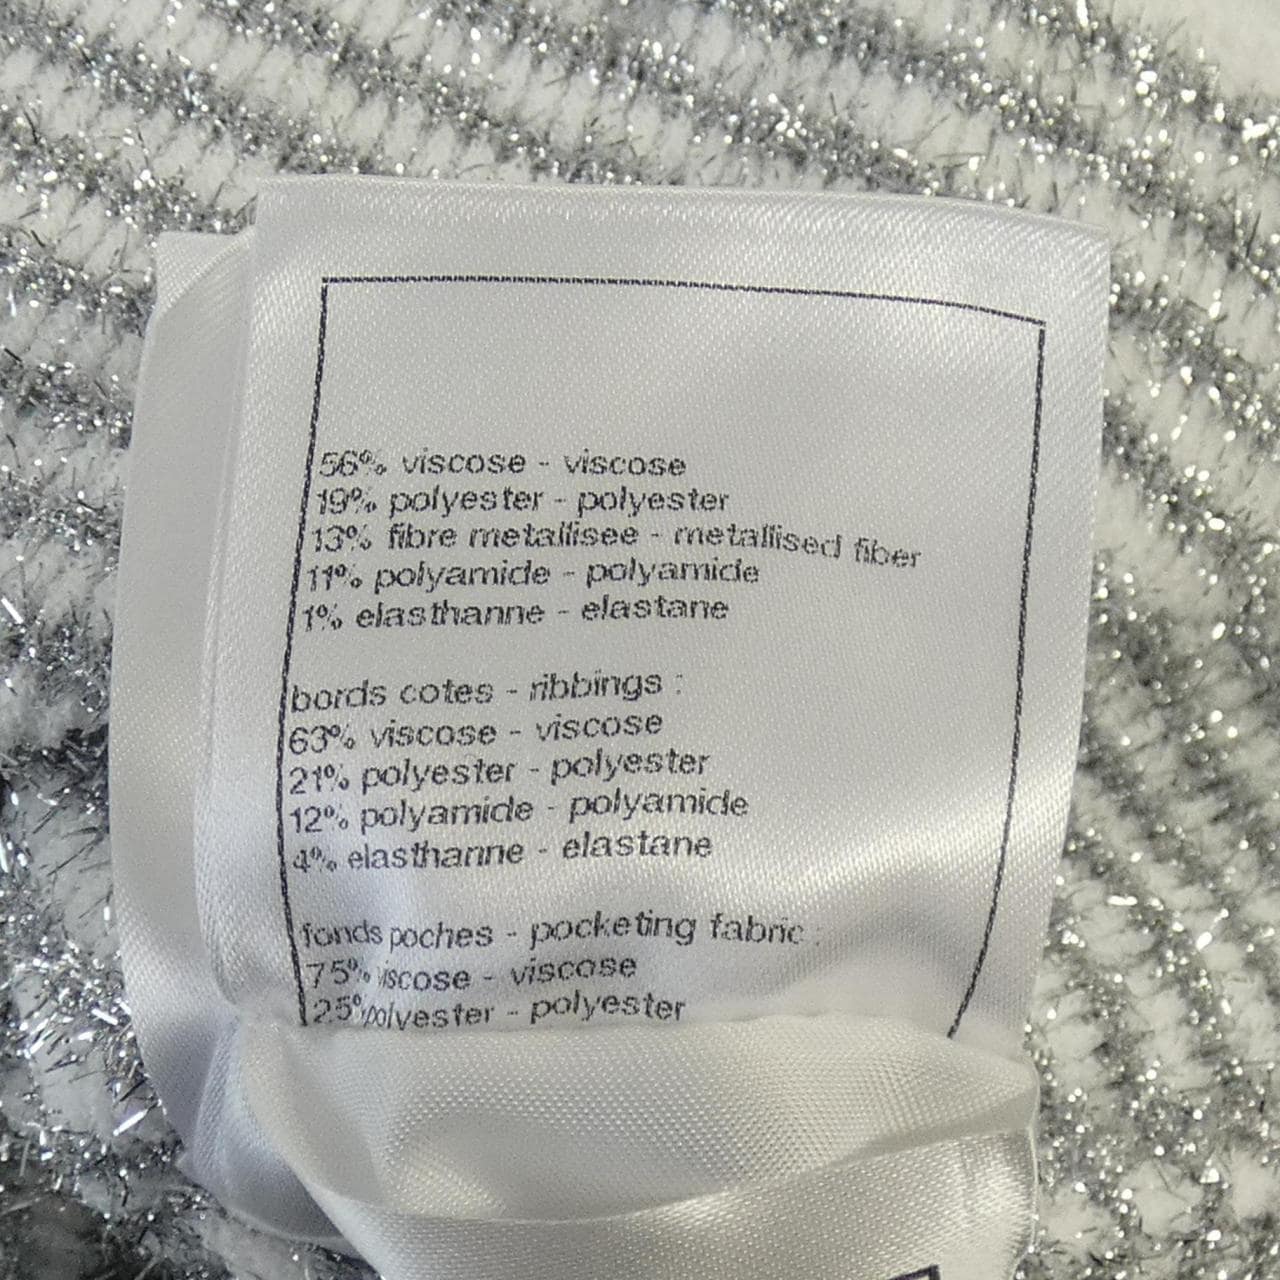 56% viscose - viscose
19% polyester - polyester
13% fibre metallisee - metallised fiber
11% polyamide - polyamide
1% elasthanne - elastane
bords cotes - ribbings :
63% viscose - viscose
21% polyester - polyester
12% polyamide - polyamide
4% elasthanne - elastane
fonds poches - pocketing fabric :
75% viscose - viscose
25% polyester - polyester